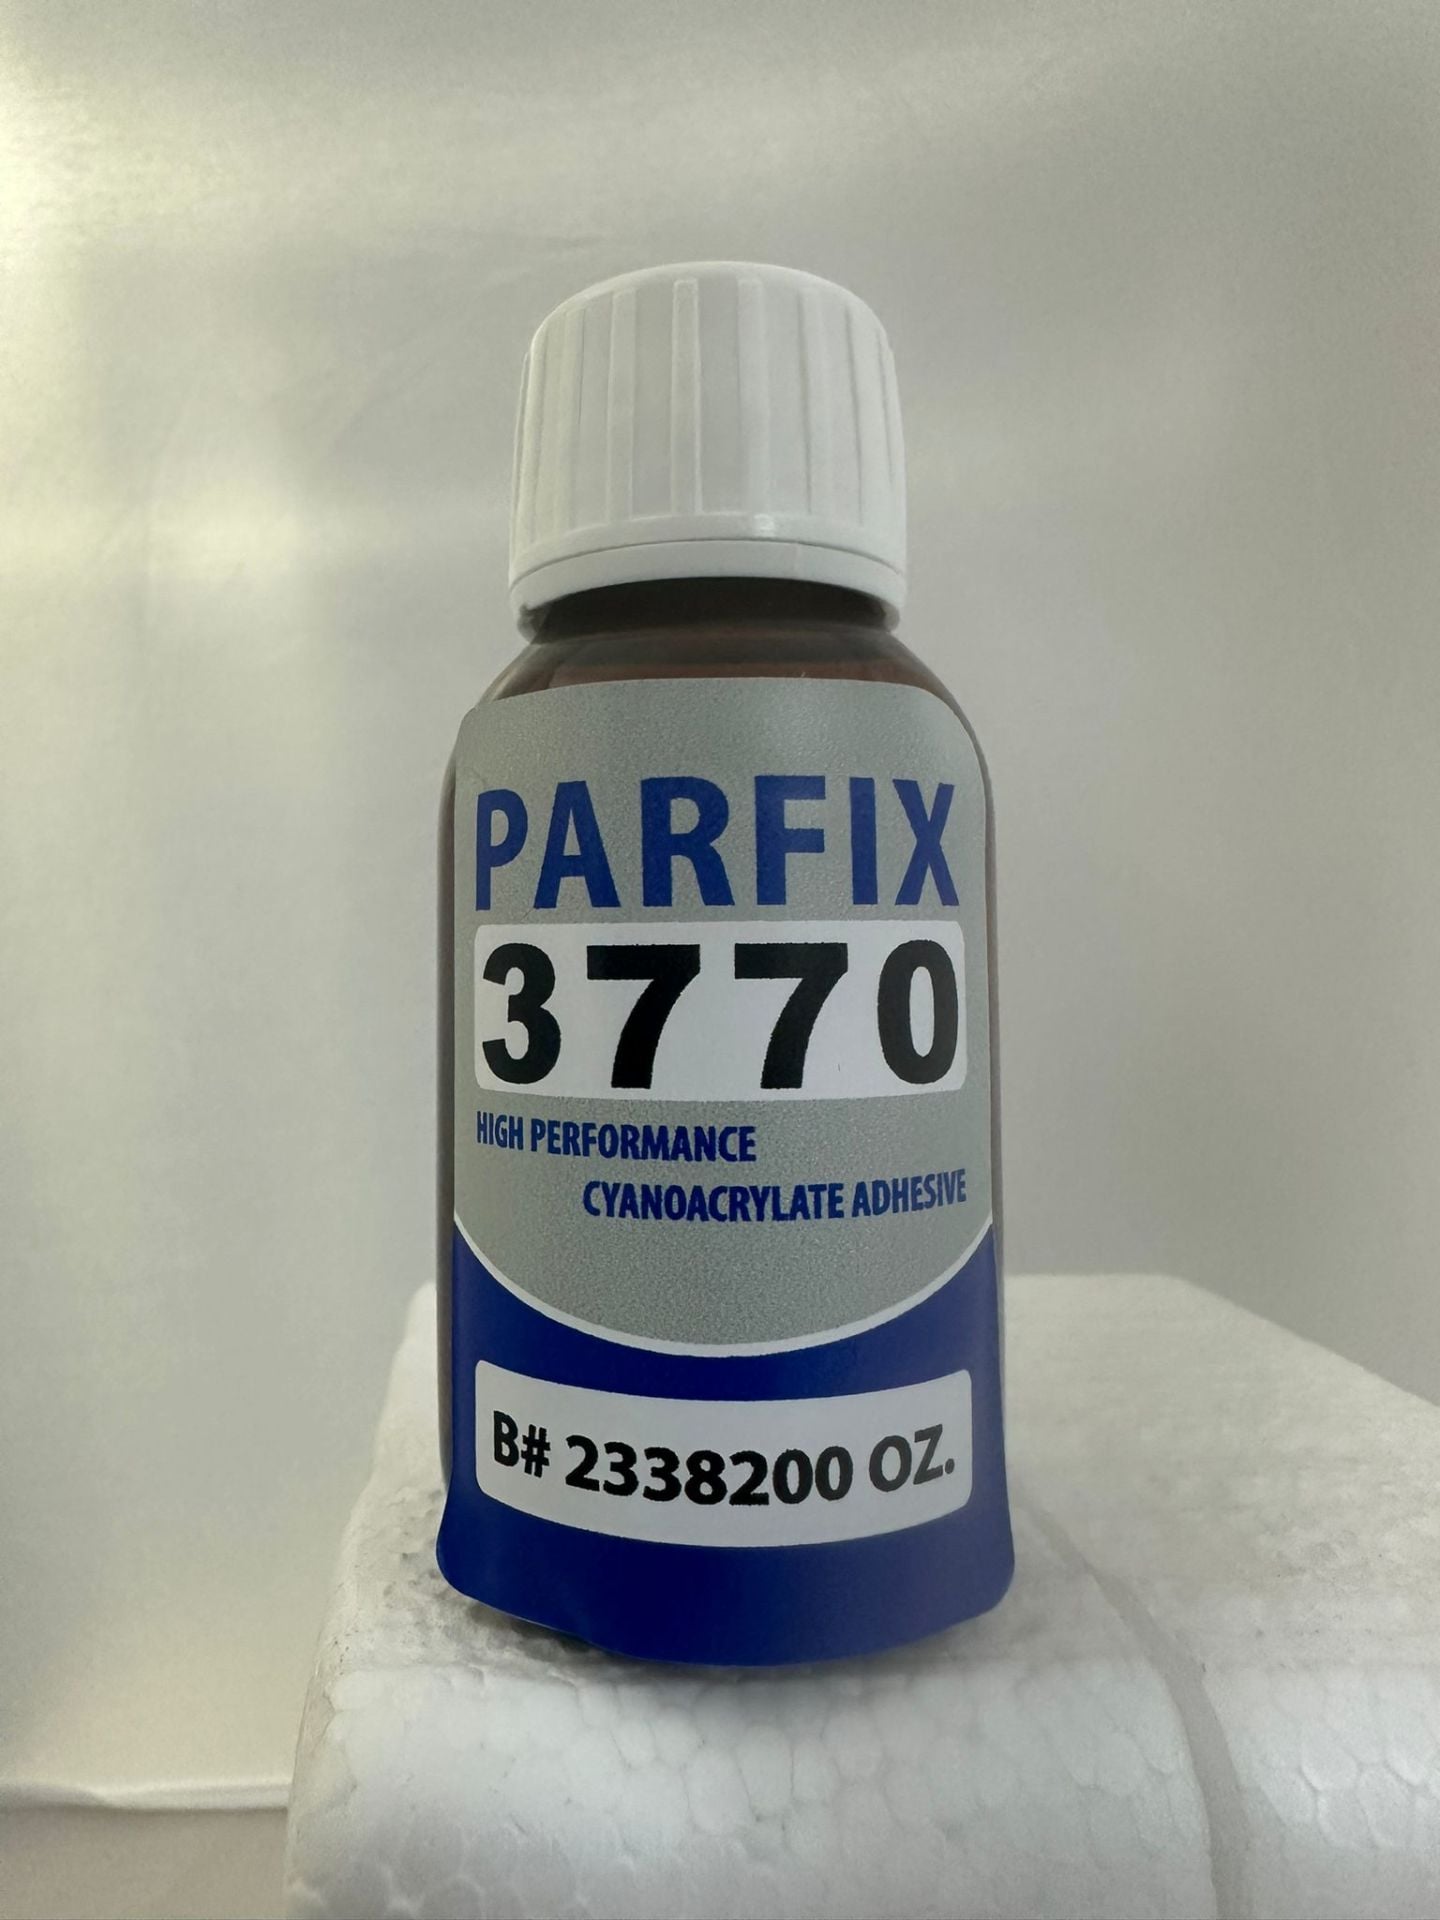 PARFIX
3770
HIGH PERFORMANCE
CYANOACRYLATE ADHESIVE
B# 2338200 OZ.